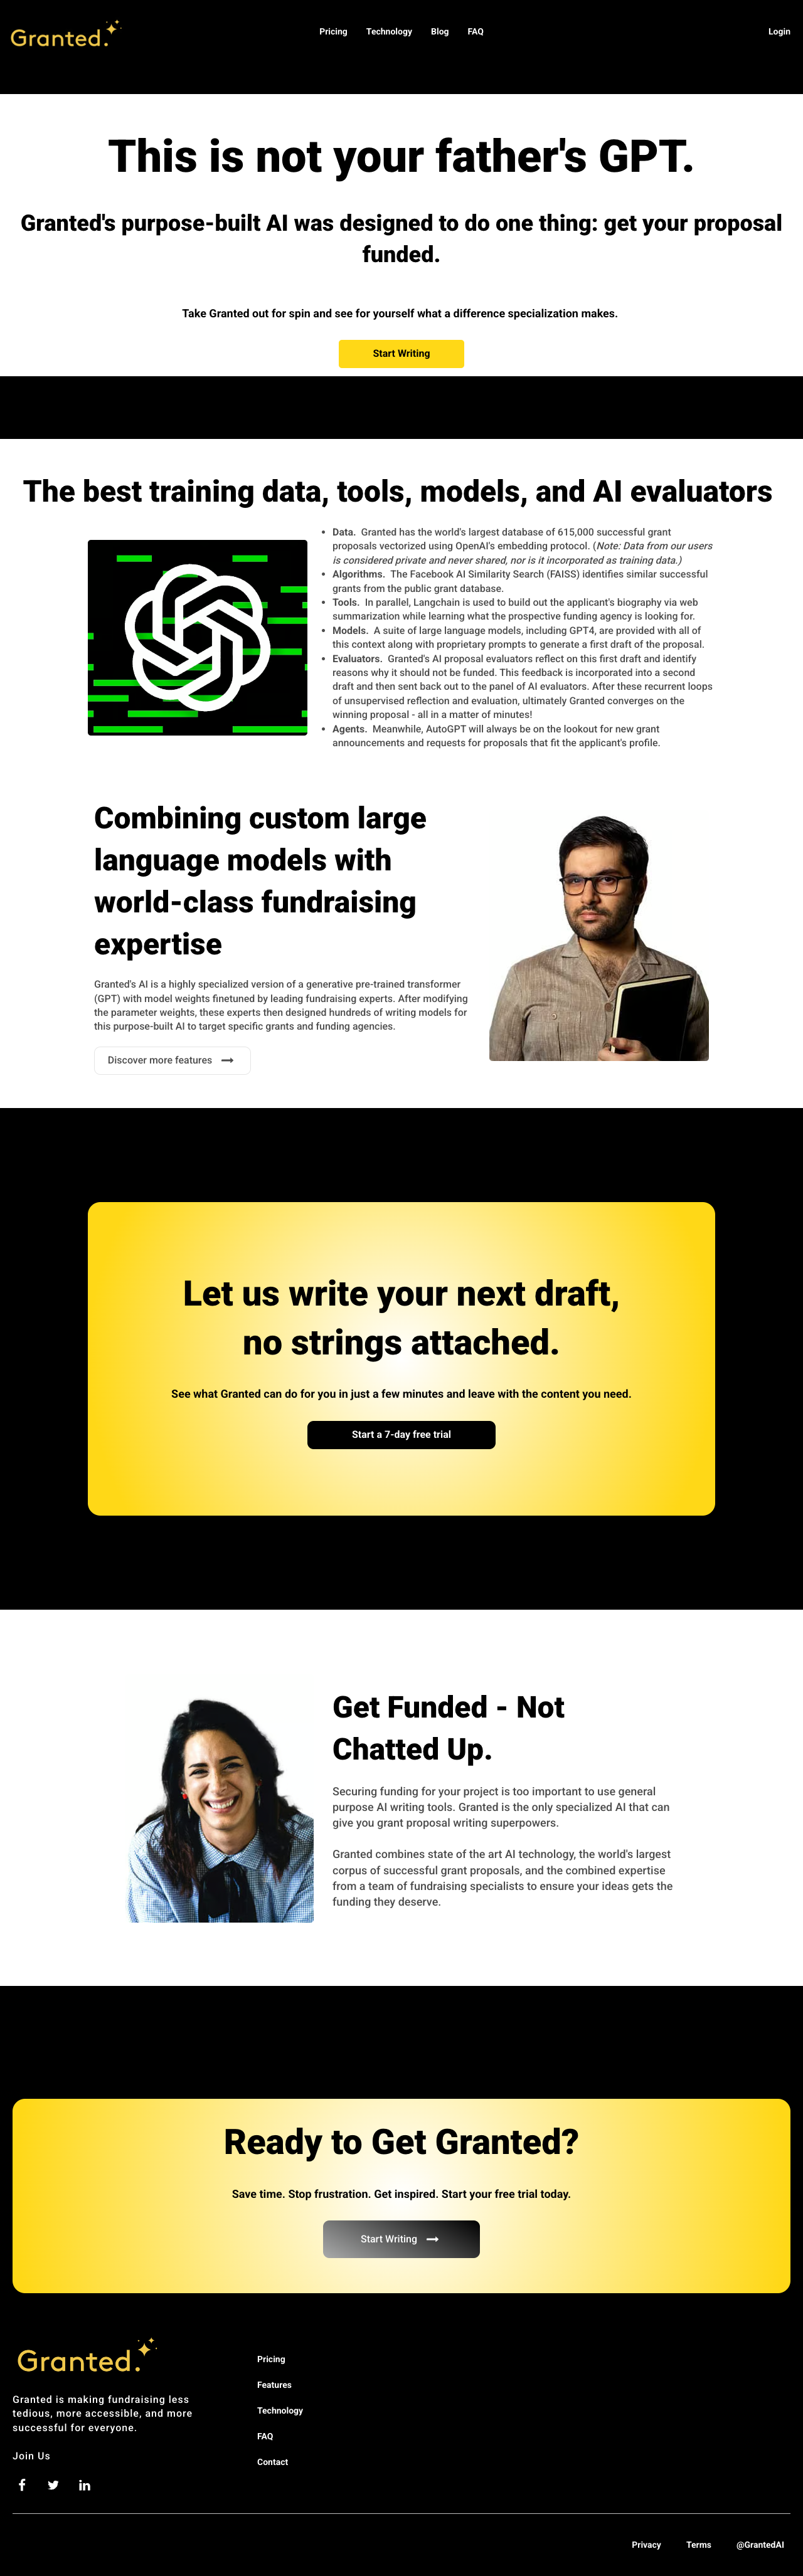 Granted.
Pricing Technology Blog FAQ
Login
This is not your father's GPT.
Granted's purpose-built AI was designed to do one thing: get your proposal
funded.
Take Granted out for spin and see for yourself what a difference specialization makes.
Start Writing
The best training data, tools, models, and AI evaluators
• Data. Granted has the world's largest database of 615,000 successful grant
proposals vectorized using OpenAI's embedding protocol. (Note: Data from our users
is considered private and never shared, nor is it incorporated as training data.)
• Algorithms. The Facebook AI Similarity Search (FAISS) identifies similar successful
grants from the public grant database.
• Tools. In parallel, Langchain is used to build out the applicant's biography via web
summarization while learning what the prospective funding agency is looking for.
• Models. A suite of large language models, including GPT4, are provided with all of
this context along with proprietary prompts to generate a first draft of the proposal.
• Evaluators. Granted's AI proposal evaluators reflect on this first draft and identify
reasons why it should not be funded. This feedback is incorporated into a second
draft and then sent back out to the panel of AI evaluators. After these recurrent loops
of unsupervised reflection and evaluation, ultimately Granted converges on the
winning proposal - all in a matter of minutes!
• Agents. Meanwhile, AutoGPT will always be on the lookout for new grant
announcements and requests for proposals that fit the applicant's profile.
Combining custom large
language models with
world-class fundraising
expertise
Granted's AI is a highly specialized version of a generative pre-trained transformer
(GPT) with model weights finetuned by leading fundraising experts. After modifying
the parameter weights, these experts then designed hundreds of writing models for
this purpose-built AI to target specific grants and funding agencies.
Discover more features
Let us write your next draft,
no strings attached.
See what Granted can do for you in just a few minutes and leave with the content you need.
Start a 7-day free trial
Get Funded - Not
Chatted Up.
Securing funding for your project is too important to use general
purpose AI writing tools. Granted is the only specialized AI that can
give you grant proposal writing superpowers.
Granted combines state of the art AI technology, the world's largest
corpus of successful grant proposals, and the combined expertise
from a team of fundraising specialists to ensure your ideas gets the
funding they deserve.
Ready to Get Granted?
Save time. Stop frustration. Get inspired. Start your free trial today.
Start Writing
Granted.
Granted is making fundraising less
tedious, more accessible, and more
successful for everyone.
Join Us
Pricing
Features
Technology
FAQ
Contact
Privacy Terms @GrantedAI